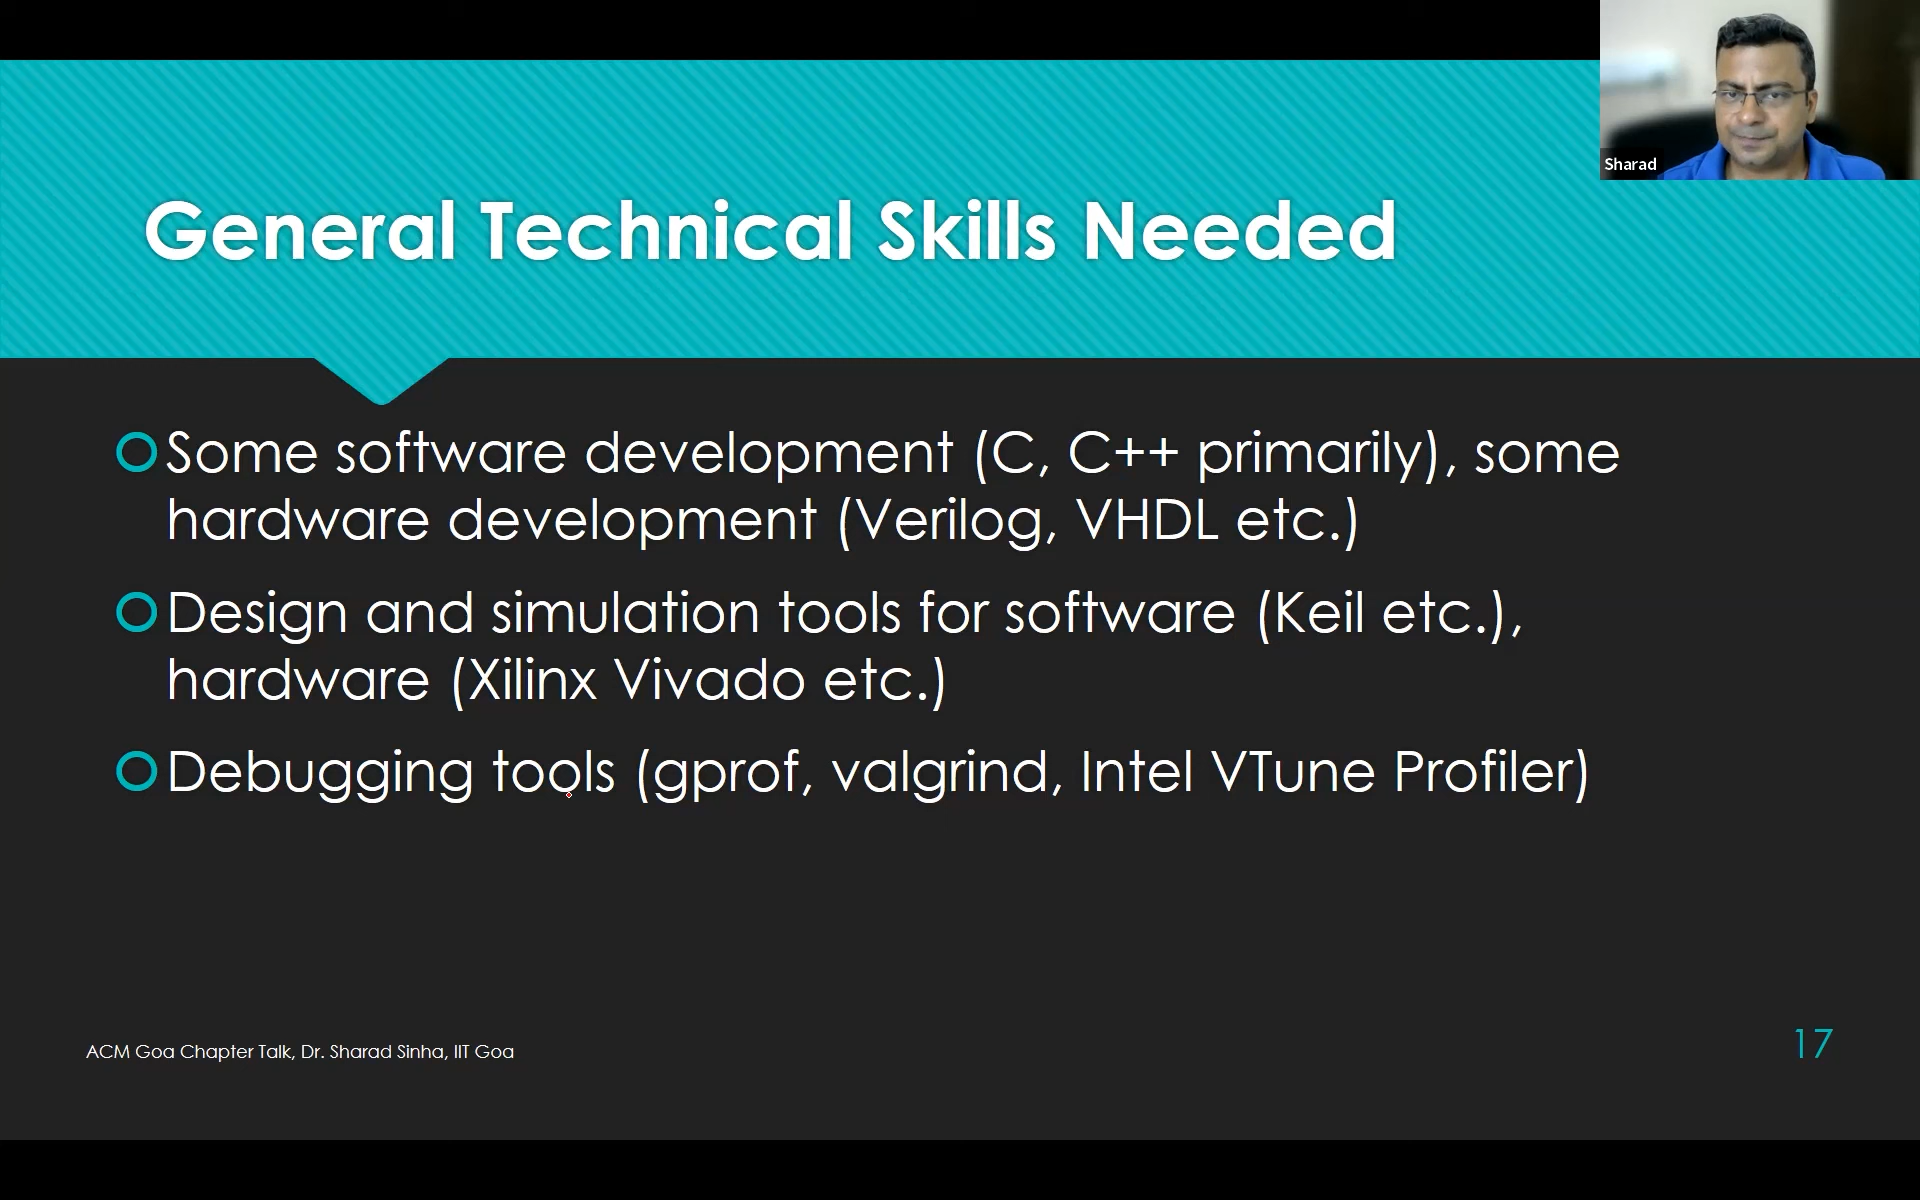 Sharad
General Technical Skills Needed
Some software development (C, C++ primarily), some
hardware development (Verilog, VHDL etc.)
Design and simulation tools for software (Keil etc.),
hardware (Xilinx Vivado etc.)
Debugging tools (gprof, valgrind, Intel VTune Profiler)
ACM Goa Chapter Talk, Dr. Sharad Sinha, IIT Goa
17